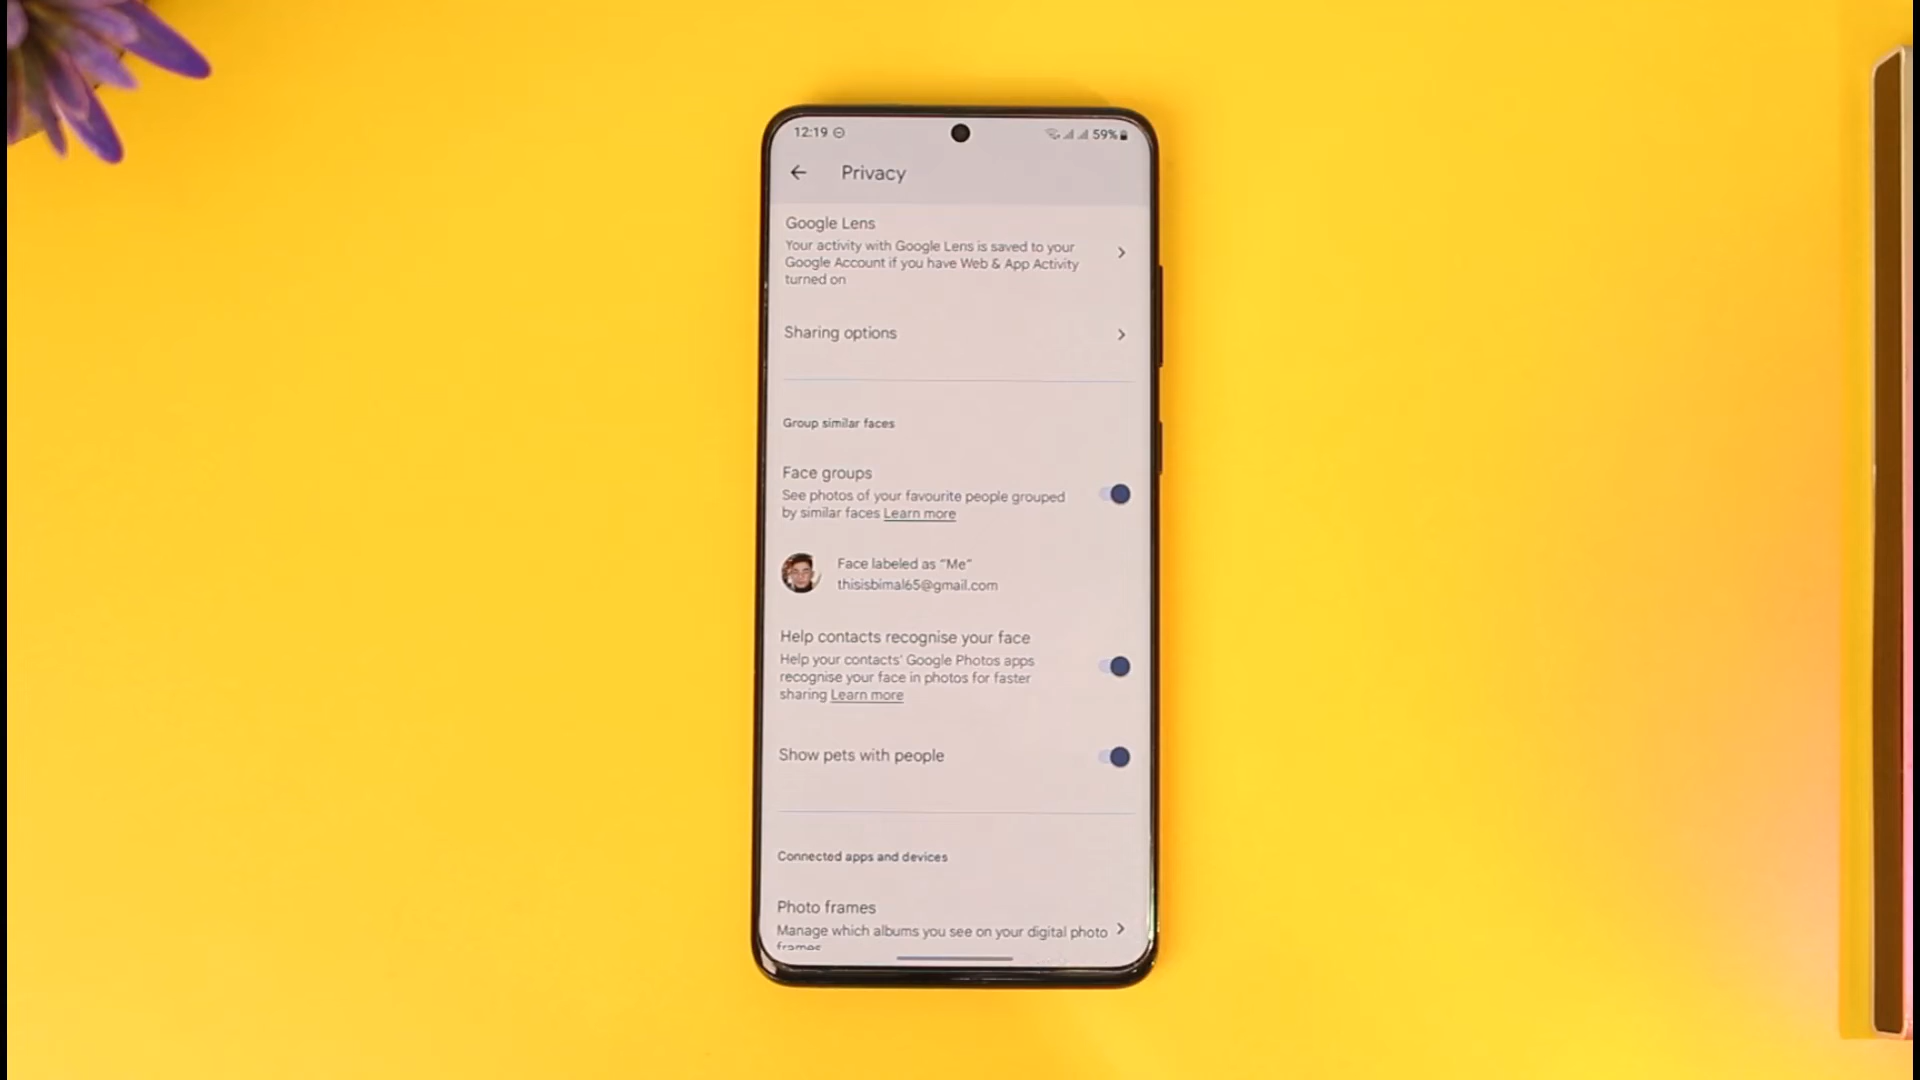 12:19
59%
Privacy
Google Lens
Your activity with Google Lens is saved to your
Google Account if you have Web & App Activity
turned on
Sharing options
Group similar faces
Face groups
See photos of your favourite people grouped
by similar faces Learn more
Face labeled as “Me”
thisisbimal65@gmail.com
Help contacts recognise your face
Help your contacts' Google Photos apps
recognise your face in photos for faster
sharing Learn more
Show pets with people
Connected apps and devices
Photo frames
Manage which albums you see on your digital photo
frames